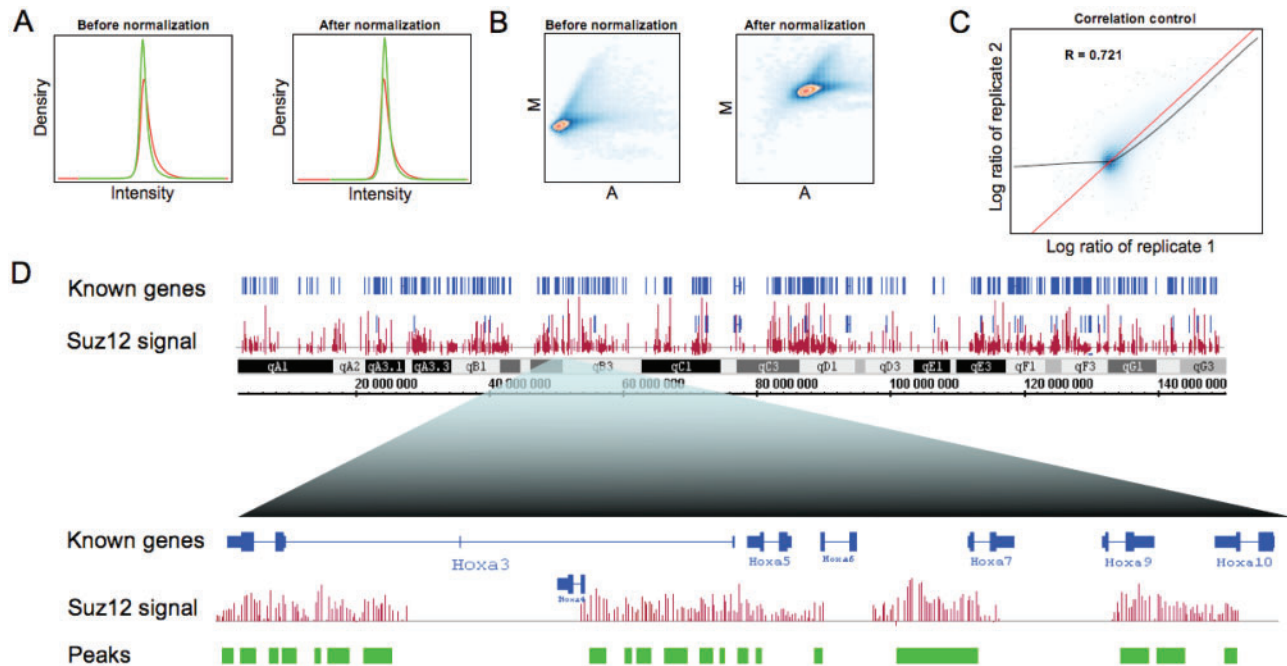 A
Before normalization
Densiry
Intensity
After normalization
Density
Intensity
B
Before normalization
M
A
After normalization
M
A
C
Correlation control
R = 0.721
Log ratio of replicate 2
Log ratio of replicate 1
D
Known genes
Suz12 signal
qA1 qA2 qA3.1 qA3.3 qB1 qB3 qC1 qC3 qD1 qD3 qE1 qE3 qF1 qF3 qG1 qG3
20 000 000 40 000 000 60 000 000 80 000 000 100 000 000 120 000 000 140 000 000
Known genes
Hoxa3 Hoxa5 Hoxa6 Hoxa7 Hoxa9 Hoxa10
Hoxa4
Suz12 signal
Peaks